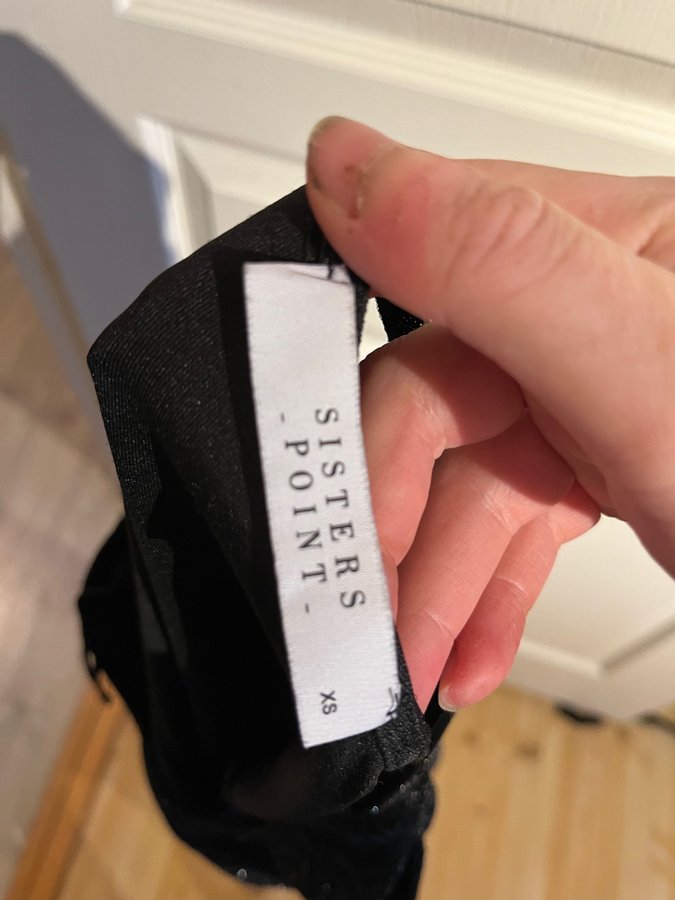 SISTERS
- POINT -
XS